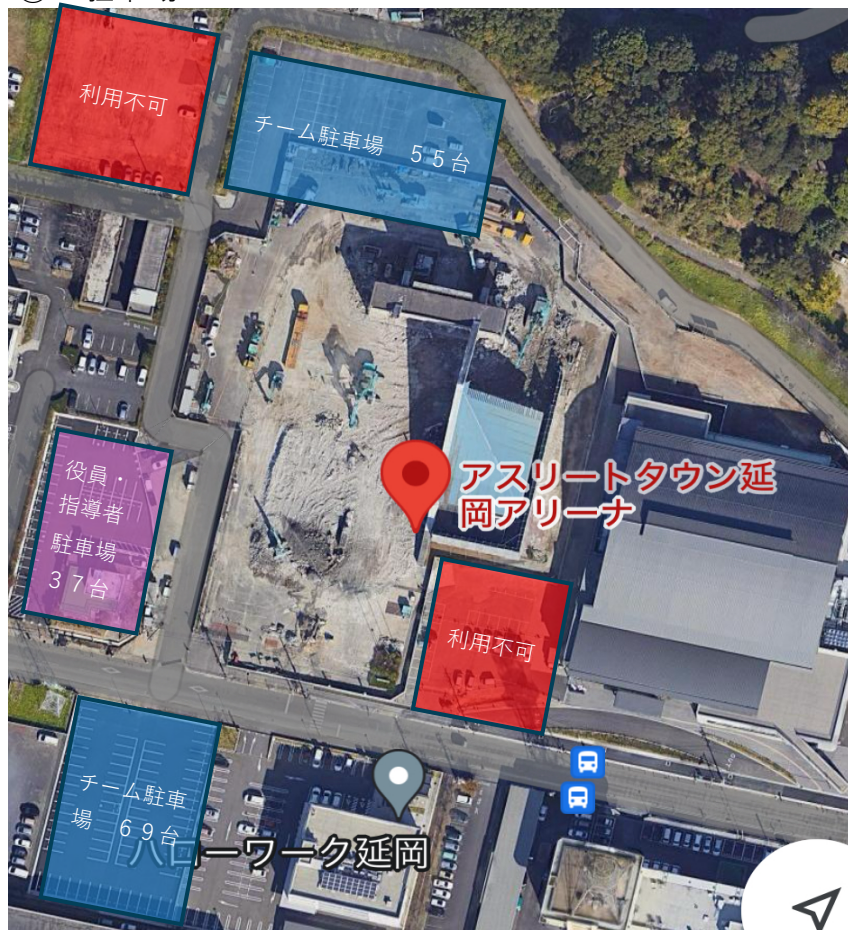 利用不可
チーム駐車場　５５台
役員・
指導者
駐車場
３７台
アスリートタウン延
岡アリーナ
利用不可
チーム駐車
場　６９台
ハローワーク延岡